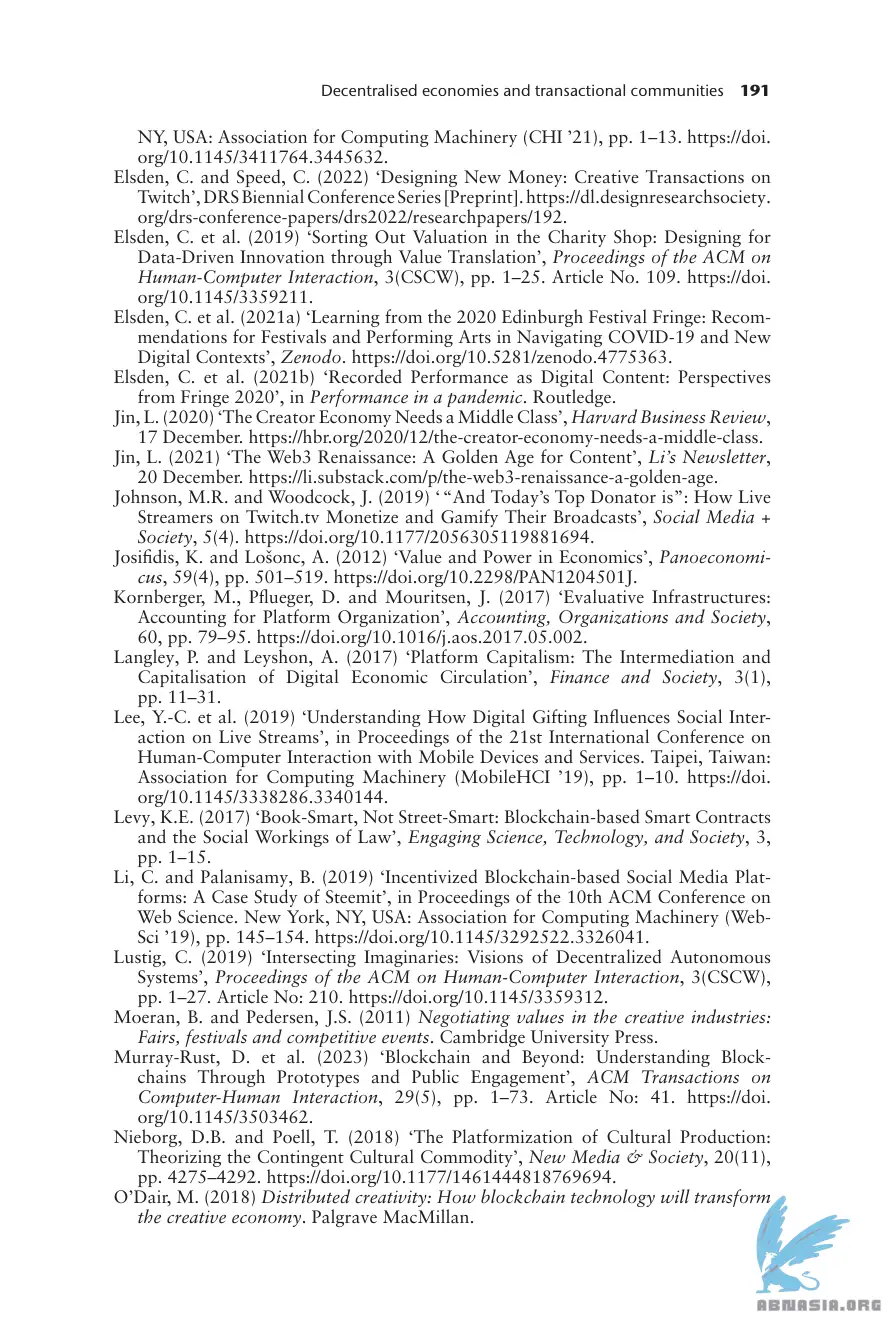 Decentralised economies and transactional communities 191
NY, USA: Association for Computing Machinery (CHI ’21), pp. 1–13. https://doi.
org/10.1145/3411764.3445632.
Elsden, C. and Speed, C. (2022) ‘Designing New Money: Creative Transactions on
Twitch’, DRS Biennial Conference Series [Preprint]. https://dl.designresearchsociety.
org/drs-conference-papers/drs2022/researchpapers/192.
Elsden, C. et al. (2019) ‘Sorting Out Valuation in the Charity Shop: Designing for
Data-Driven Innovation through Value Translation’, Proceedings of the ACM on
Human-Computer Interaction, 3(CSCW), pp. 1–25. Article No. 109. https://doi.
org/10.1145/3359211.
Elsden, C. et al. (2021a) ‘Learning from the 2020 Edinburgh Festival Fringe: Recom-
mendations for Festivals and Performing Arts in Navigating COVID-19 and New
Digital Contexts’, Zenodo. https://doi.org/10.5281/zenodo.4775363.
Elsden, C. et al. (2021b) ‘Recorded Performance as Digital Content: Perspectives
from Fringe 2020’, in Performance in a pandemic. Routledge.
Jin, L. (2020) ‘The Creator Economy Needs a Middle Class’, Harvard Business Review,
17 December. https://hbr.org/2020/12/the-creator-economy-needs-a-middle-class.
Jin, L. (2021) ‘The Web3 Renaissance: A Golden Age for Content’, Li’s Newsletter,
20 December. https://li.substack.com/p/the-web3-renaissance-a-golden-age.
Johnson, M.R. and Woodcock, J. (2019) ‘ “And Today’s Top Donator is”: How Live
Streamers on Twitch.tv Monetize and Gamify Their Broadcasts’, Social Media +
Society, 5(4). https://doi.org/10.1177/2056305119881694.
Josifidis, K. and Lošonc, A. (2012) ‘Value and Power in Economics’, Panoeconomi-
cus, 59(4), pp. 501–519. https://doi.org/10.2298/PAN1204501J.
Kornberger, M., Pflueger, D. and Mouritsen, J. (2017) ‘Evaluative Infrastructures:
Accounting for Platform Organization’, Accounting, Organizations and Society,
60, pp. 79–95. https://doi.org/10.1016/j.aos.2017.05.002.
Langley, P. and Leyshon, A. (2017) ‘Platform Capitalism: The Intermediation and
Capitalisation of Digital Economic Circulation’, Finance and Society, 3(1),
pp. 11–31.
Lee, Y.-C. et al. (2019) ‘Understanding How Digital Gifting Influences Social Inter-
action on Live Streams’, in Proceedings of the 21st International Conference on
Human-Computer Interaction with Mobile Devices and Services. Taipei, Taiwan:
Association for Computing Machinery (MobileHCI ’19), pp. 1–10. https://doi.
org/10.1145/3338286.3340144.
Levy, K.E. (2017) ‘Book-Smart, Not Street-Smart: Blockchain-based Smart Contracts
and the Social Workings of Law’, Engaging Science, Technology, and Society, 3,
pp. 1–15.
Li, C. and Palanisamy, B. (2019) ‘Incentivized Blockchain-based Social Media Plat-
forms: A Case Study of Steemit’, in Proceedings of the 10th ACM Conference on
Web Science. New York, NY, USA: Association for Computing Machinery (Web-
Sci ’19), pp. 145–154. https://doi.org/10.1145/3292522.3326041.
Lustig, C. (2019) ‘Intersecting Imaginaries: Visions of Decentralized Autonomous
Systems’, Proceedings of the ACM on Human-Computer Interaction, 3(CSCW),
pp. 1–27. Article No: 210. https://doi.org/10.1145/3359312.
Moeran, B. and Pedersen, J.S. (2011) Negotiating values in the creative industries:
Fairs, festivals and competitive events. Cambridge University Press.
Murray-Rust, D. et al. (2023) ‘Blockchain and Beyond: Understanding Block-
chains Through Prototypes and Public Engagement’, ACM Transactions on
Computer-Human Interaction, 29(5), pp. 1–73. Article No: 41. https://doi.
org/10.1145/3503462.
Nieborg, D.B. and Poell, T. (2018) ‘The Platformization of Cultural Production:
Theorizing the Contingent Cultural Commodity’, New Media & Society, 20(11),
pp. 4275–4292. https://doi.org/10.1177/1461444818769694.
O’Dair, M. (2018) Distributed creativity: How blockchain technology will transform
the creative economy. Palgrave MacMillan.
ABNASIA.ORG